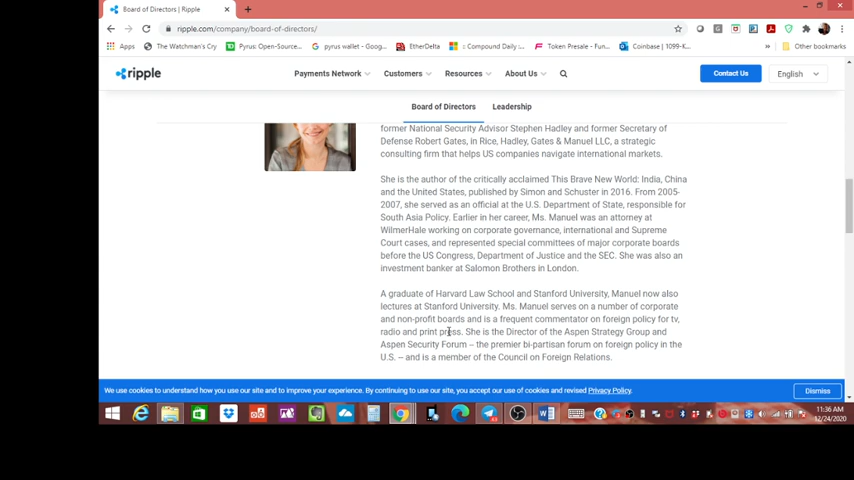 Board of Directors | Ripple
ripple.com/company/board-of-directors/
Apps The Watchman's Cry Pyrus: Open-Source... pyrus wallet - Goog... EtherDelta :: Compound Daily,... Token Presale - Fun... Coinbase | 1099-K... » Other bookmarks
ripple Payments Network Customers Resources About Us Contact Us English
Board of Directors Leadership
former National Security Advisor Stephen Hadley and former Secretary of
Defense Robert Gates, in Rice, Hadley, Gates & Manuel LLC, a strategic
consulting firm that helps US companies navigate international markets.
She is the author of the critically acclaimed This Brave New World: India, China
and the United States, published by Simon and Schuster in 2016. From 2005-
2007, she served as an official at the U.S. Department of State, responsible for
South Asia Policy. Earlier in her career, Ms. Manuel was an attorney at
WilmerHale working on corporate governance, international and Supreme
Court cases, and represented special committees of major corporate boards
before the US Congress, Department of Justice and the SEC. She was also an
investment banker at Salomon Brothers in London.
A graduate of Harvard Law School and Stanford University, Manuel now also
lectures at Stanford University. Ms. Manuel serves on a number of corporate
and non-profit boards and is a frequent commentator on foreign policy for tv,
radio and print press. She is the Director of the Aspen Strategy Group and
Aspen Security Forum – the premier bi-partisan forum on foreign policy in the
U.S. – and is a member of the Council on Foreign Relations.
We use cookies to understand how you use our site and to improve your experience. By continuing to use our site, you accept our use of cookies and revised Privacy Policy. Dismiss
11:36 AM
12/24/2020